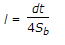 l = dt / 4S_b